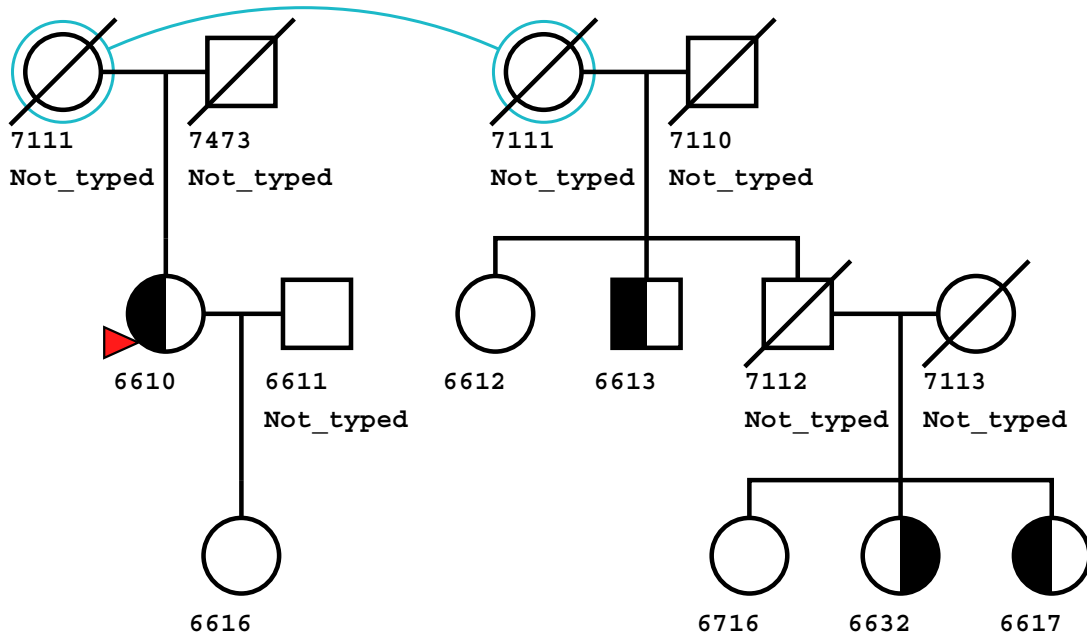 7111 7473 7111 7110
Not_typed Not_typed Not_typed Not_typed
6610 6611 6612 6613 7112 7113
Not_typed Not_typed Not_typed
6616 6716 6632 6617